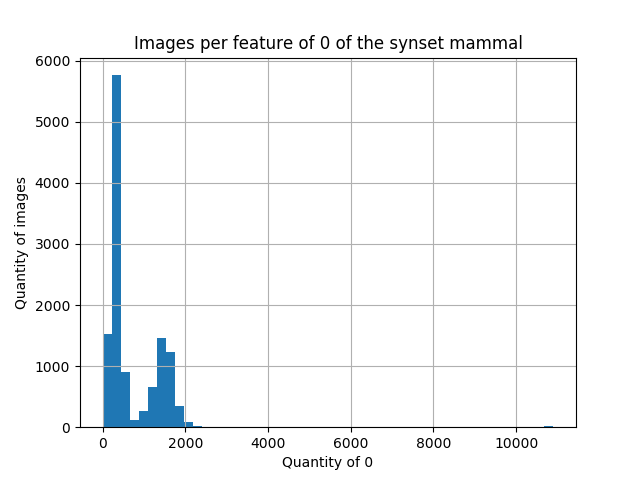 Images per feature of 0 of the synset mammal
6000
5000
4000
3000
2000
1000
0
Quantity of images
0 2000 4000 6000 8000 10000
Quantity of 0